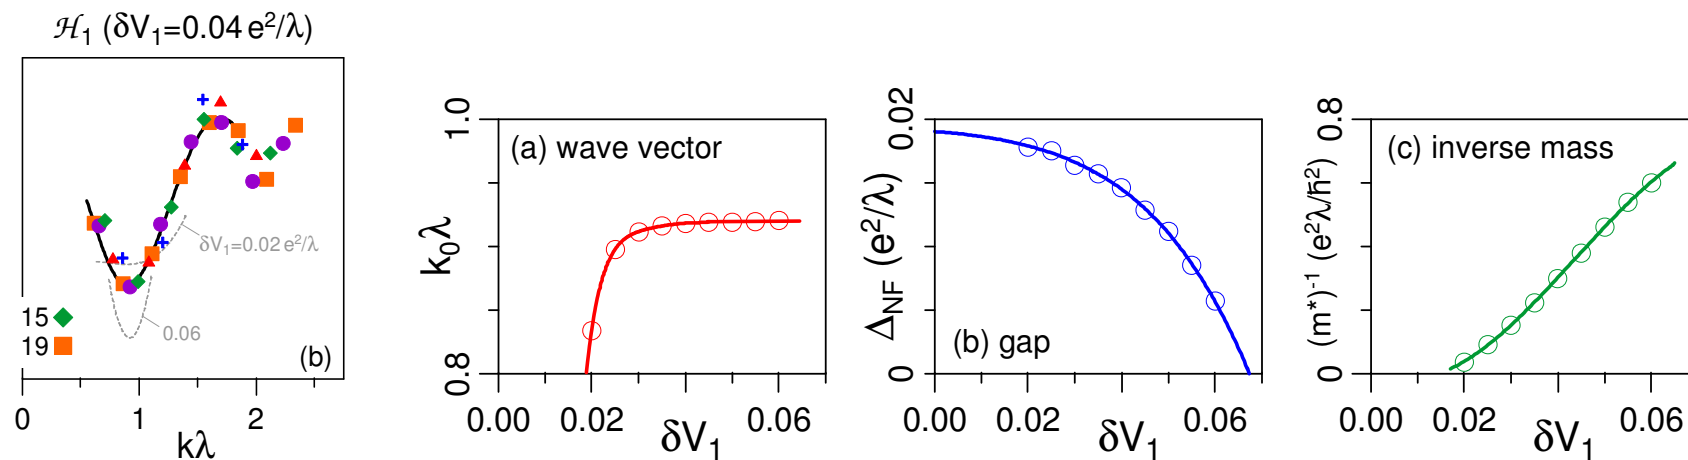 ℋ₁ (δV₁=0.04 e²/λ)
δV₁=0.02 e²/λ
0.06
15
19
(b)
0 1 2
kλ
1.0
(a) wave vector
k₀λ
0.8
0.00 0.02 0.06
δV₁
0.02
Δ_NF (e²/λ)
(b) gap
0
0.00 0.02 0.06
δV₁
0.8
(c) inverse mass
(m*)⁻¹ (e²λ/ħ²)
0
0.00 0.02 0.06
δV₁